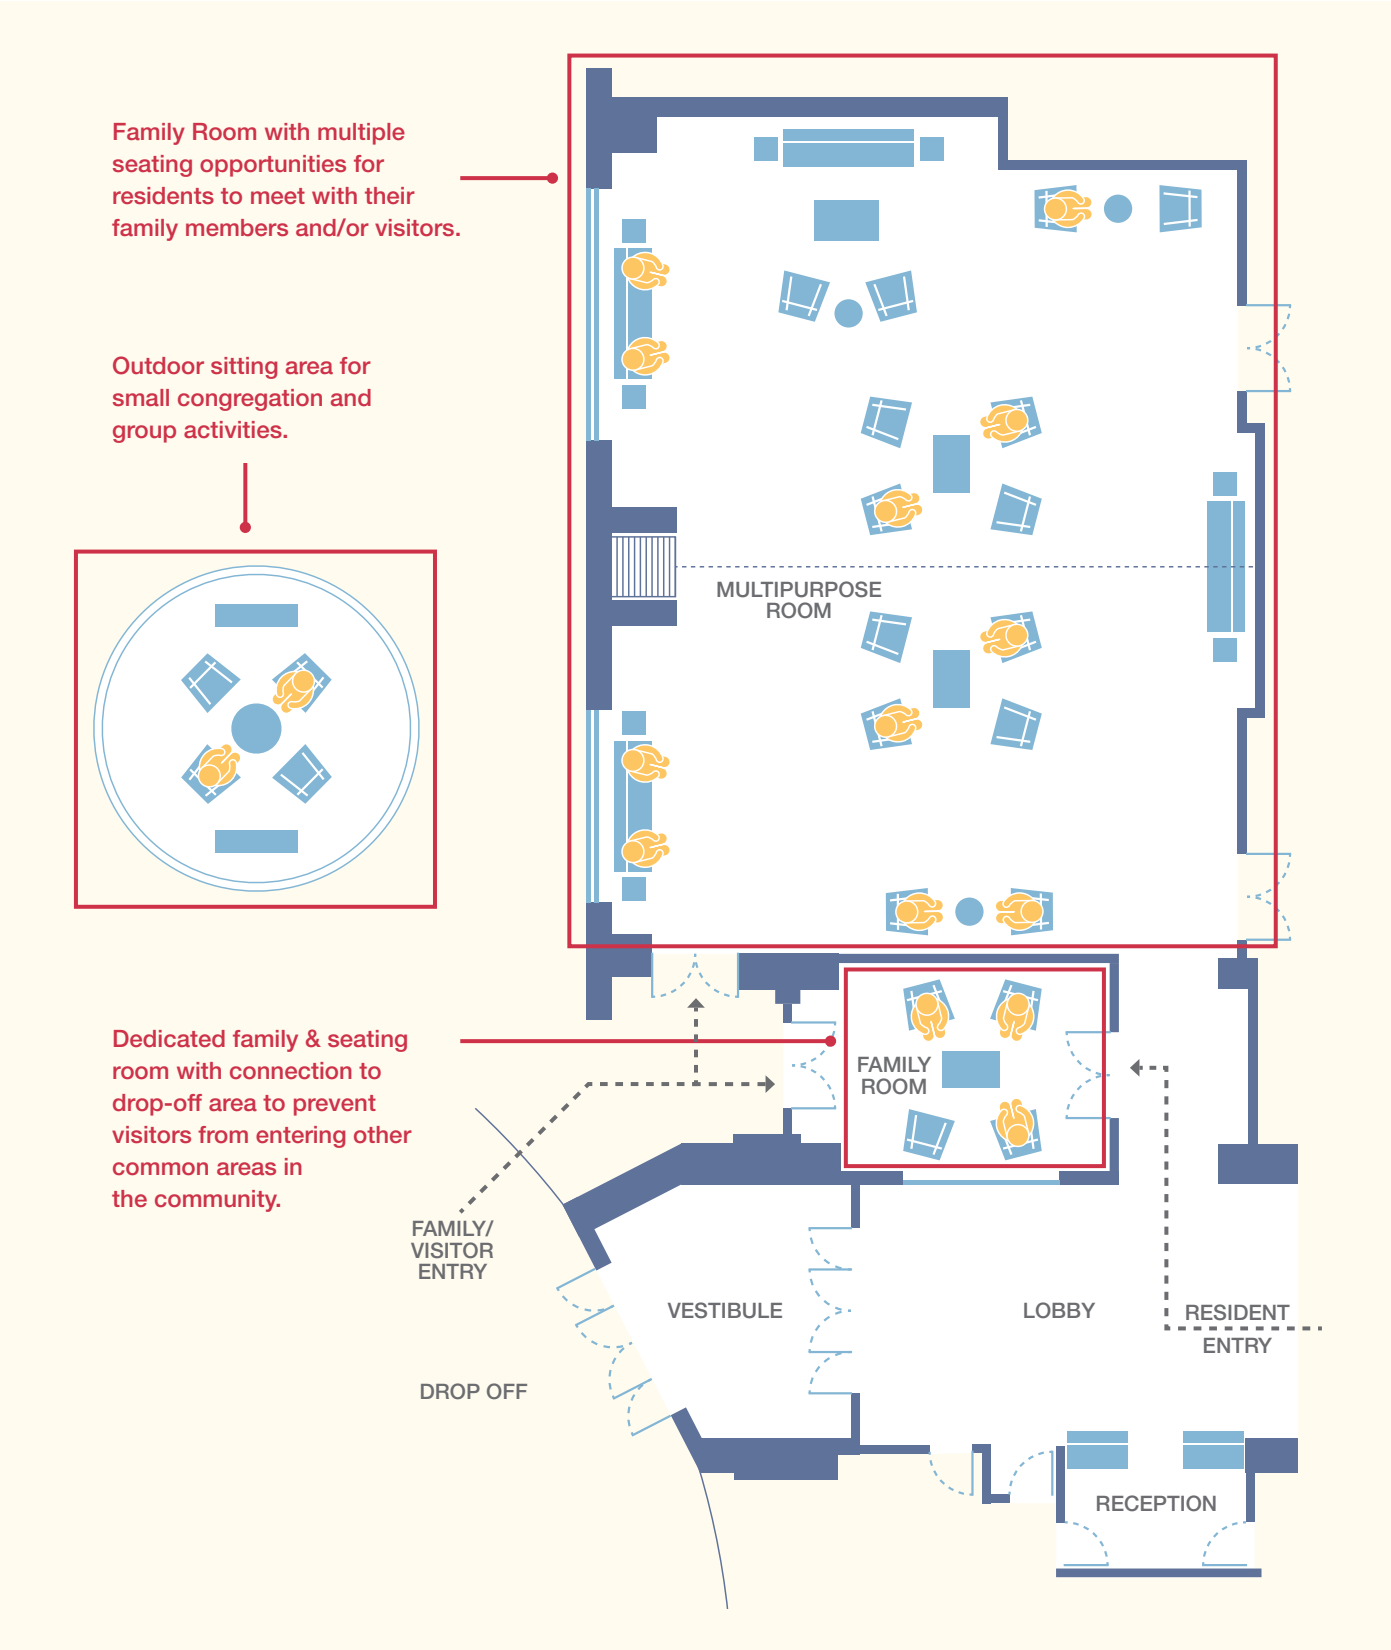 Family Room with multiple
seating opportunities for
residents to meet with their
family members and/or visitors.
Outdoor sitting area for
small congregation and
group activities.
MULTIPURPOSE
ROOM
Dedicated family & seating
room with connection to
drop-off area to prevent
visitors from entering other
common areas in
the community.
FAMILY
ROOM
FAMILY/
VISITOR
ENTRY
VESTIBULE
LOBBY
RESIDENT
ENTRY
DROP OFF
RECEPTION